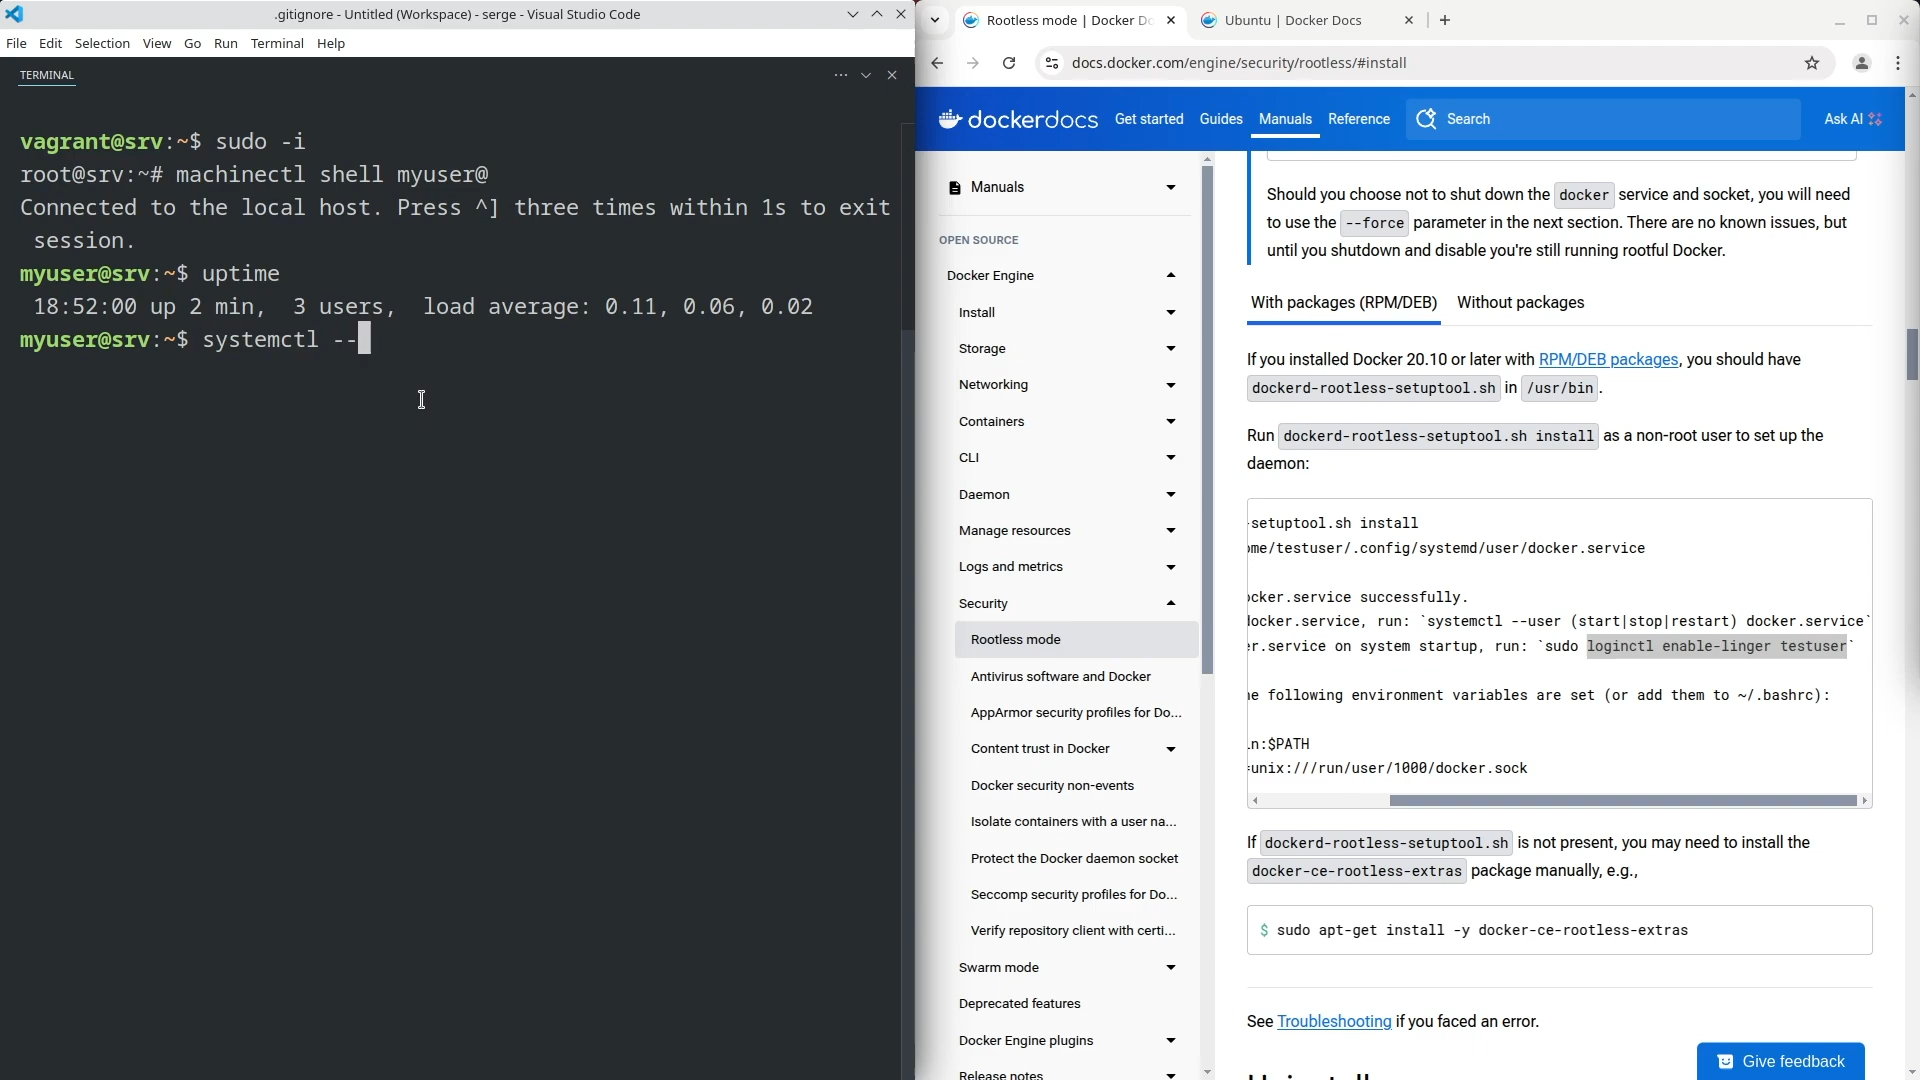 .gitignore - Untitled (Workspace) - serge - Visual Studio Code
File Edit Selection View Go Run Terminal Help
TERMINAL
vagrant@srv:~$ sudo -i
root@srv:~# machinectl shell myuser@
Connected to the local host. Press ^] three times within 1s to exit
session.
myuser@srv:~$ uptime
18:52:00 up 2 min,  3 users,  load average: 0.11, 0.06, 0.02
myuser@srv:~$ systemctl --
Rootless mode | Docker Do
Ubuntu | Docker Docs
docs.docker.com/engine/security/rootless/#install
dockerdocs
Get started Guides Manuals Reference
Search
Ask AI
Manuals
OPEN SOURCE
Docker Engine
Install
Storage
Networking
Containers
CLI
Daemon
Manage resources
Logs and metrics
Security
Rootless mode
Antivirus software and Docker
AppArmor security profiles for Do...
Content trust in Docker
Docker security non-events
Isolate containers with a user na...
Protect the Docker daemon socket
Seccomp security profiles for Do...
Verify repository client with certi...
Swarm mode
Deprecated features
Docker Engine plugins
Release notes
Should you choose not to shut down the docker service and socket, you will need
to use the --force parameter in the next section. There are no known issues, but
until you shutdown and disable you're still running rootful Docker.
With packages (RPM/DEB) Without packages
If you installed Docker 20.10 or later with RPM/DEB packages, you should have
dockerd-rootless-setuptool.sh in /usr/bin.
Run dockerd-rootless-setuptool.sh install as a non-root user to set up the
daemon:
-setuptool.sh install
ome/testuser/.config/systemd/user/docker.service
ocker.service successfully.
docker.service, run: `systemctl --user (start|stop|restart) docker.service`
er.service on system startup, run: `sudo loginctl enable-linger testuser`
he following environment variables are set (or add them to ~/.bashrc):
in:$PATH
=unix:///run/user/1000/docker.sock
If dockerd-rootless-setuptool.sh is not present, you may need to install the
docker-ce-rootless-extras package manually, e.g.,
$ sudo apt-get install -y docker-ce-rootless-extras
See Troubleshooting if you faced an error.
Give feedback